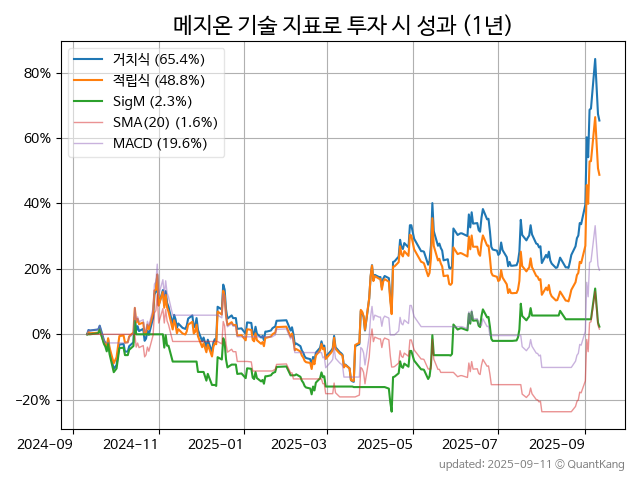 메지온 기술 지표로 투자 시 성과 (1년)
거치식 (65.4%)
적립식 (48.8%)
SigM (2.3%)
SMA(20) (1.6%)
MACD (19.6%)
80%
60%
40%
20%
0%
−20%
2024-09 2024-11 2025-01 2025-03 2025-05 2025-07 2025-09
updated: 2025-09-11 © QuantKang